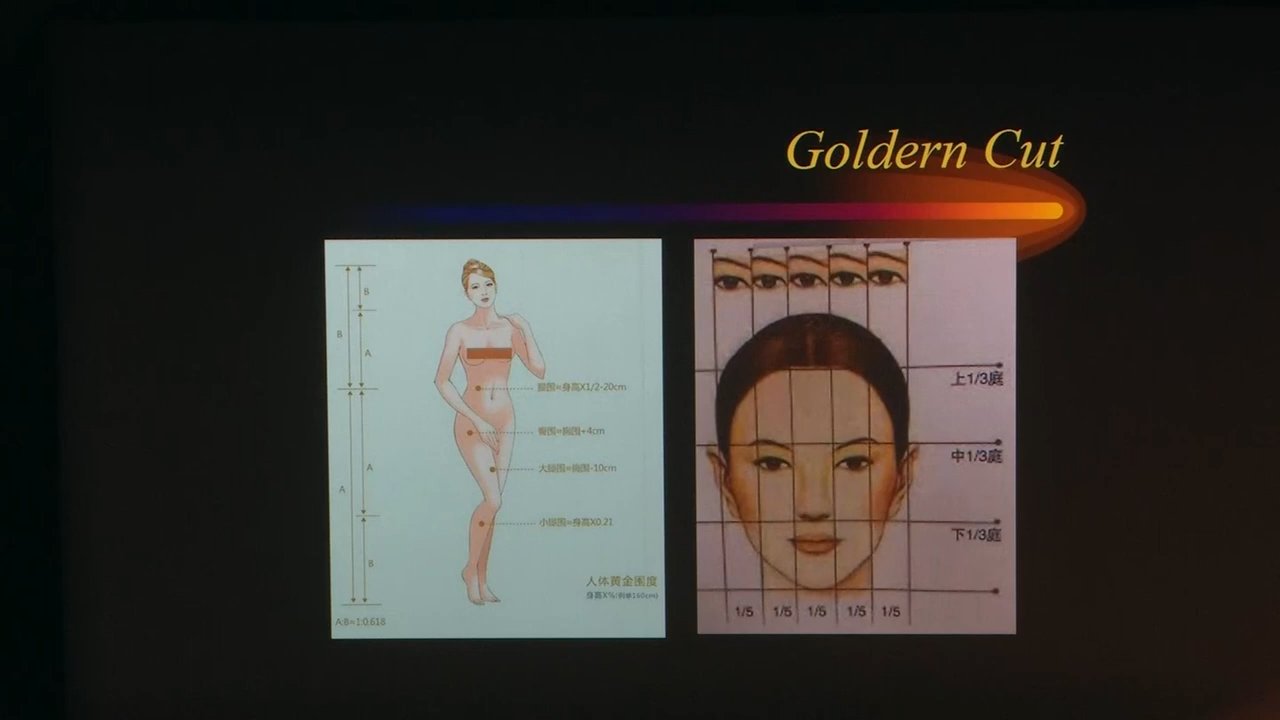 Goldern Cut
B
B
A
A
A
B
A:B=1:0.618
腰围=身高X1/2-20cm
臀围=胸围+4cm
大腿围=胸围-10cm
小腿围=身高X0.21
人体黄金围度
上1/3庭
中1/3庭
下1/3庭
1/5 1/5 1/5 1/5 1/5